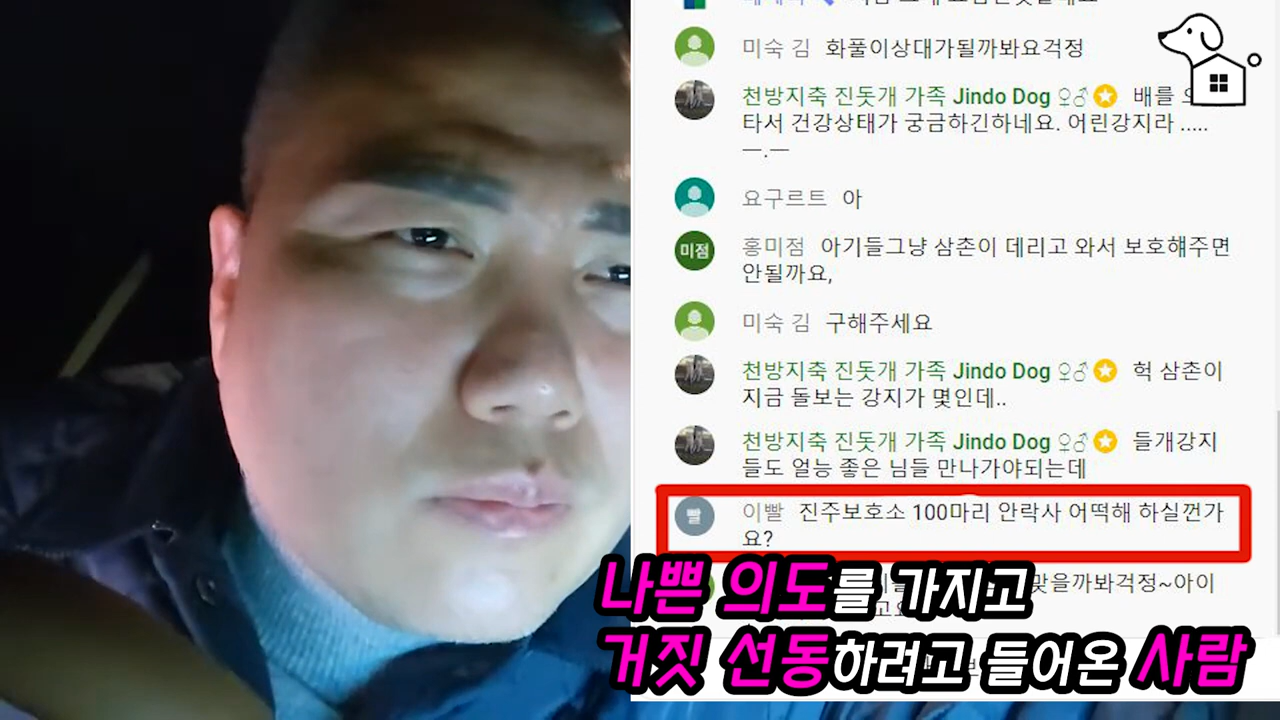 미숙 김 화풀이상대가될까봐요걱정
천방지축 진돗개 가족 Jindo Dog ♀♂ 배를
타서 건강상태가 궁금하긴하네요. 어린강지라 .....
ㅡ.ㅡ
요구르트 아
미점 홍미점 아기들그냥 삼촌이 데리고 와서 보호해주면
안될까요,
미숙 김 구해주세요
천방지축 진돗개 가족 Jindo Dog ♀♂ 헉 삼촌이
지금 돌보는 강지가 몇인데..
천방지축 진돗개 가족 Jindo Dog ♀♂ 들개강지
들도 얼능 좋은 님들 만나가야되는데
빨 이빨 진주보호소 100마리 안락사 어떡해 하실껀가
요?
맞을까봐걱정~아이
나쁜 의도를 가지고
거짓 선동하려고 들어온 사람